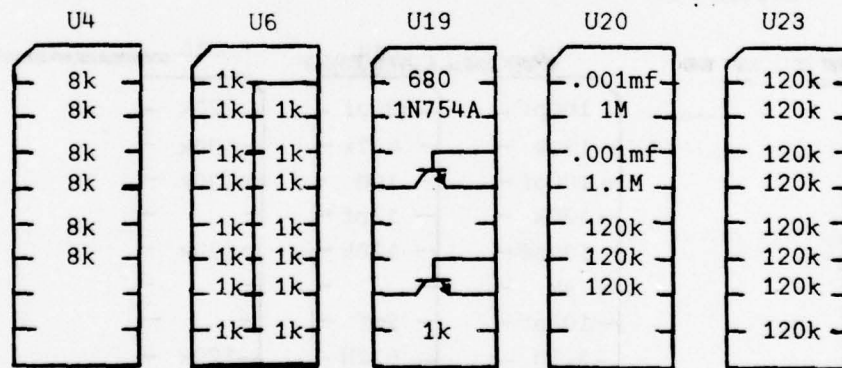 U4 U6 U19 U20 U23
8k 1k 680 .001mf 120k
8k 1k 1k 1N754A 1M 120k
8k 1k 1k .001mf 120k
8k 1k 1k 1.1M 120k
8k 1k 1k 120k 120k
8k 1k 1k 120k 120k
1k 1k 120k 120k
1k 1k 1k 120k